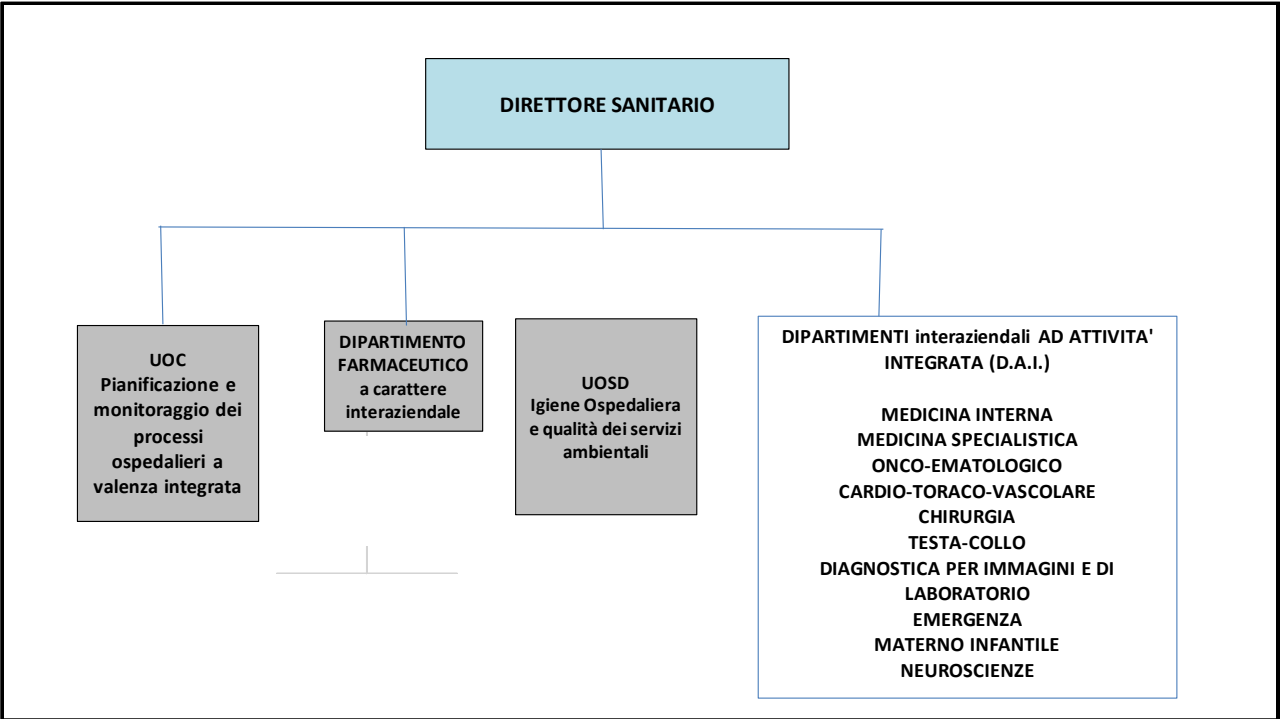 DIRETTORE SANITARIO
UOC
Pianificazione e
monitoraggio dei
processi
ospedalieri a
valenza integrata
DIPARTIMENTO
FARMACEUTICO
a carattere
interaziendale
UOSD
Igiene Ospedaliera
e qualità dei servizi
ambientali
DIPARTIMENTI interaziendali AD ATTIVITA'
INTEGRATA (D.A.I.)
MEDICINA INTERNA
MEDICINA SPECIALISTICA
ONCO-EMATOLOGICO
CARDIO-TORACO-VASCOLARE
CHIRURGIA
TESTA-COLLO
DIAGNOSTICA PER IMMAGINI E DI
LABORATORIO
EMERGENZA
MATERNO INFANTILE
NEUROSCIENZE